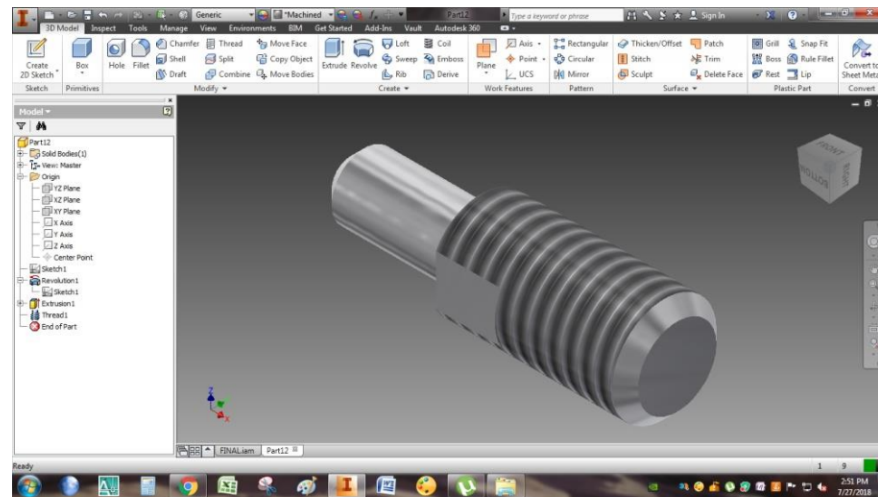 Generic
"Machined
Part12
Type a keyword or phrase
Sign In
3D Model Inspect Tools Manage View Environments BIM Get Started Add-Ins Vault Autodesk 360
Create
2D Sketch
Box
Hole
Fillet
Chamfer
Thread
Move Face
Shell
Split
Copy Object
Draft
Combine
Move Bodies
Extrude
Revolve
Loft
Coil
Sweep
Emboss
Rib
Derive
Plane
Axis
Point
UCS
Rectangular
Circular
Mirror
Thicken/Offset
Patch
Stitch
Trim
Sculpt
Delete Face
Grill
Snap Fit
Boss
Rule Fillet
Rest
Lip
Convert to
Sheet Meta
Sketch Primitives Modify Create Work Features Pattern Surface Plastic Part Convert
Model
Part12
Solid Bodies(1)
View: Master
Origin
YZ Plane
XZ Plane
XY Plane
X Axis
Y Axis
Z Axis
Center Point
Sketch1
Revolution1
Sketch1
Extrusion1
Thread1
End of Part
FRONT
BOTTOM
RIGHT
Z
X
FINALiam Part12
Ready
1 9
2:51 PM
7/27/2018